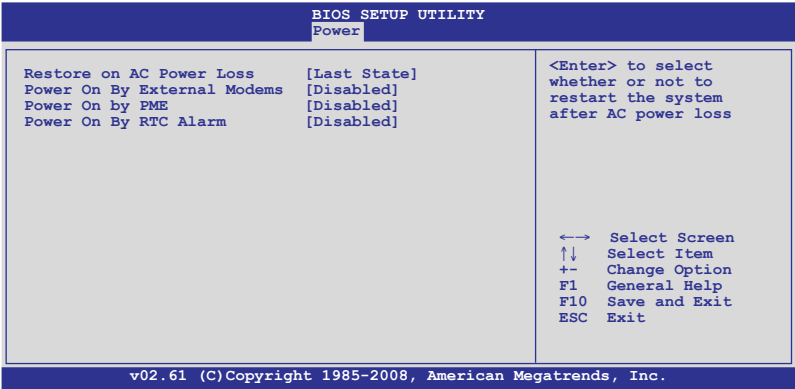 BIOS SETUP UTILITY
Power
Restore on AC Power Loss [Last State]
Power On By External Modems [Disabled]
Power On by PME [Disabled]
Power On By RTC Alarm [Disabled]
<Enter> to select
whether or not to
restart the system
after AC power loss
←→ Select Screen
↑↓ Select Item
+- Change Option
F1 General Help
F10 Save and Exit
ESC Exit
v02.61 (C)Copyright 1985-2008, American Megatrends, Inc.